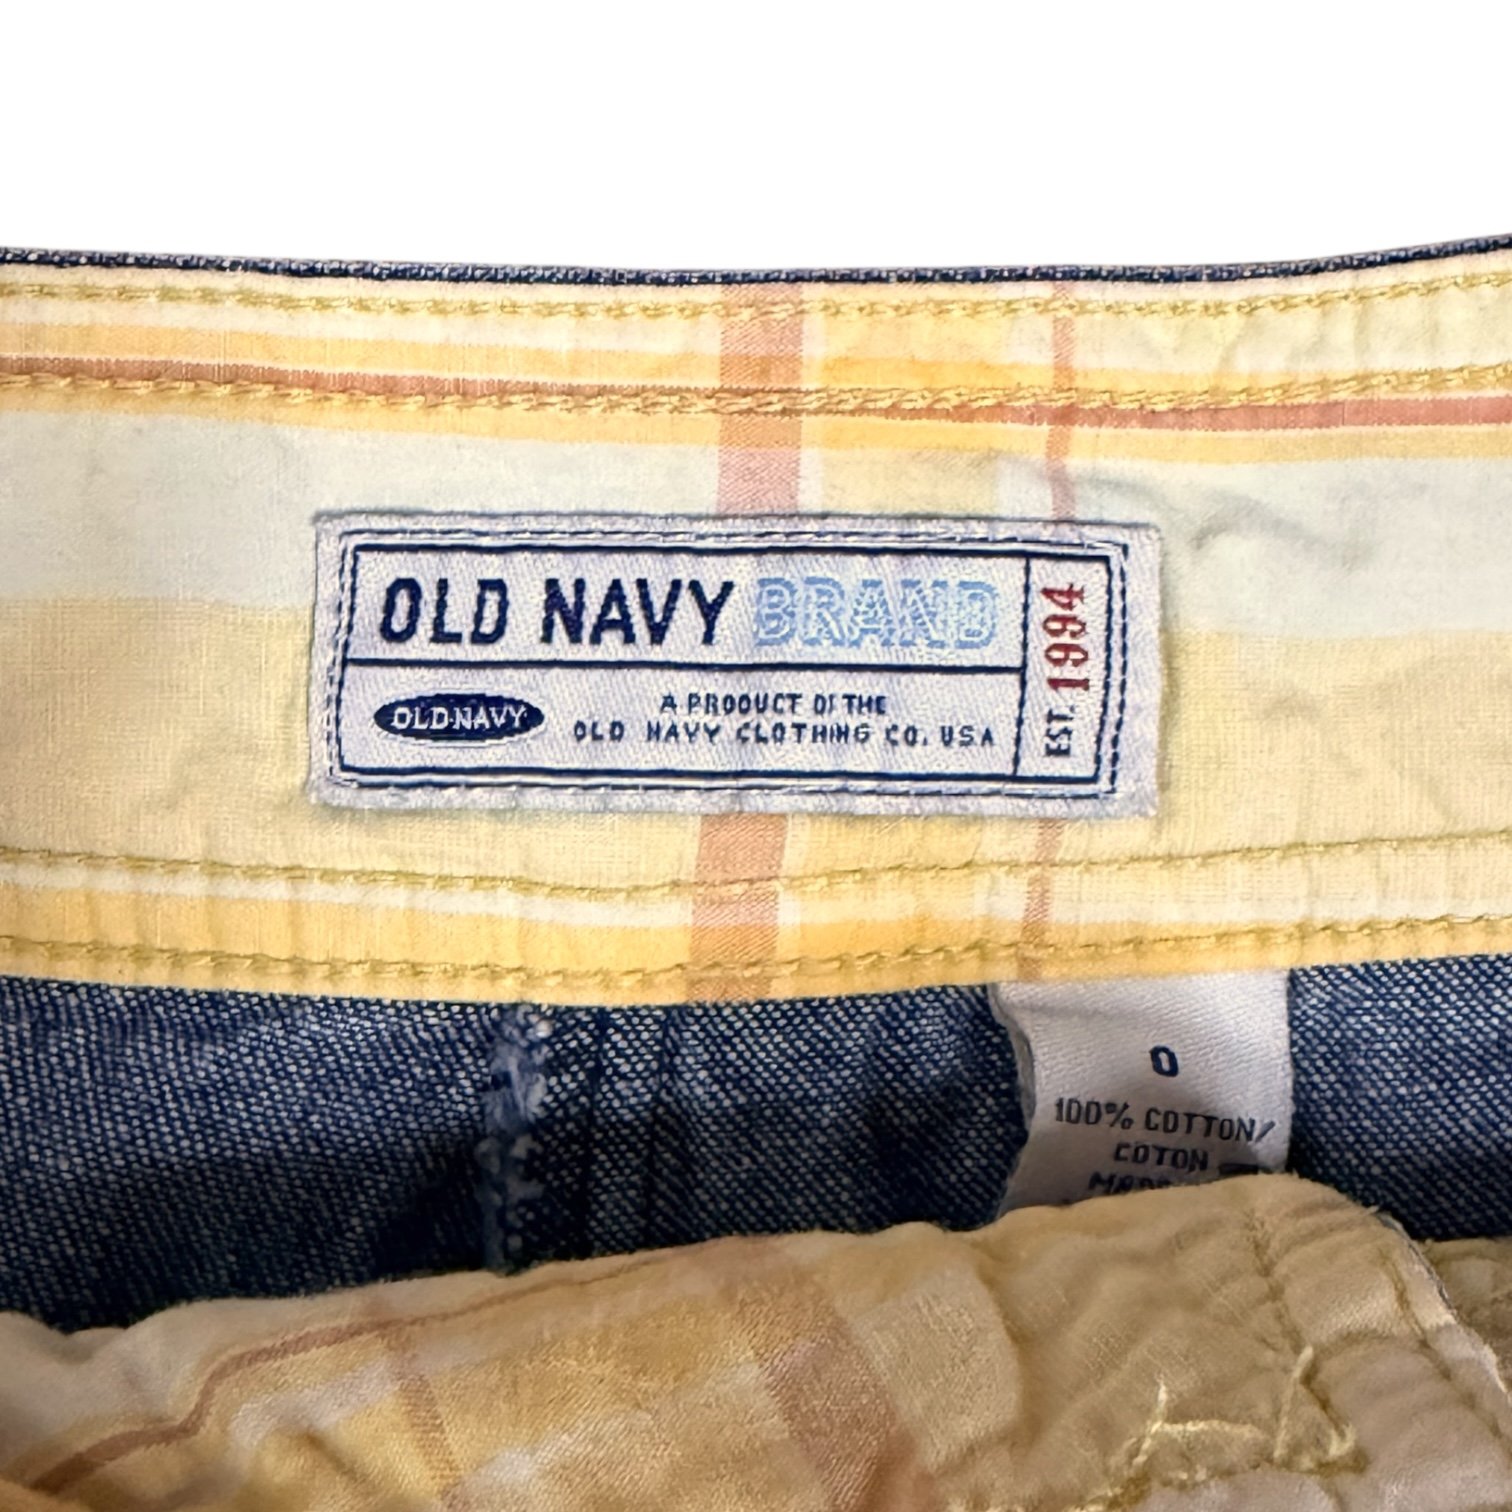 OLD NAVY BRAND
EST. 1994
OLD NAVY
A PRODUCT OF THE
OLD NAVY CLOTHING CO. USA
0
100% COTTON/
COTON